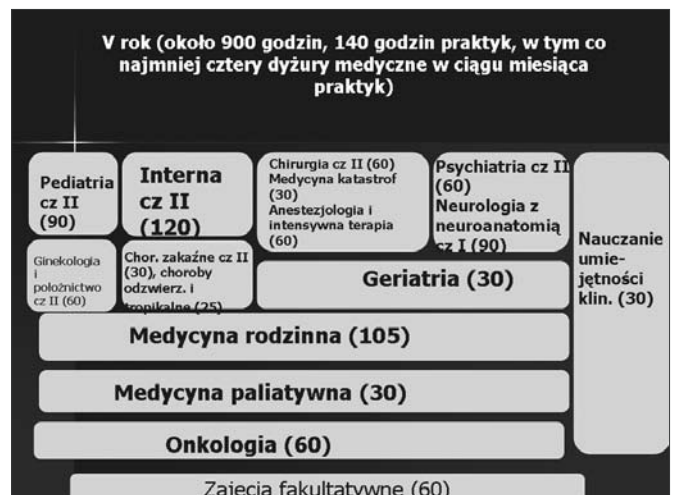 V rok (około 900 godzin, 140 godzin praktyk, w tym co
najmniej cztery dyżury medyczne w ciągu miesiąca
praktyk)
Pediatria
cz II
(90)
Interna
cz II
(120)
Chirurgia cz II (60)
Medycyna katastrof
(30)
Anestezjologia i
intensywna terapia
(60)
Psychiatria cz II
(60)
Neurologia z
neuroanatomią
cz I (90)
Nauczanie
umie-
jętności
klin. (30)
Ginekologia
i
położnictwo
cz II (60)
Chor. zakaźne cz II
(30), choroby
odzwierz. i
tropikalne (25)
Geriatria (30)
Medycyna rodzinna (105)
Medycyna paliatywna (30)
Onkologia (60)
Zajęcia fakultatywne (60)